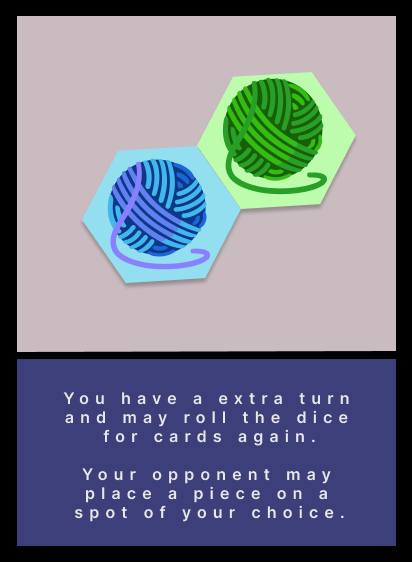 You have a extra turn
and may roll the dice
for cards again.
Your opponent may
place a piece on a
spot of your choice.